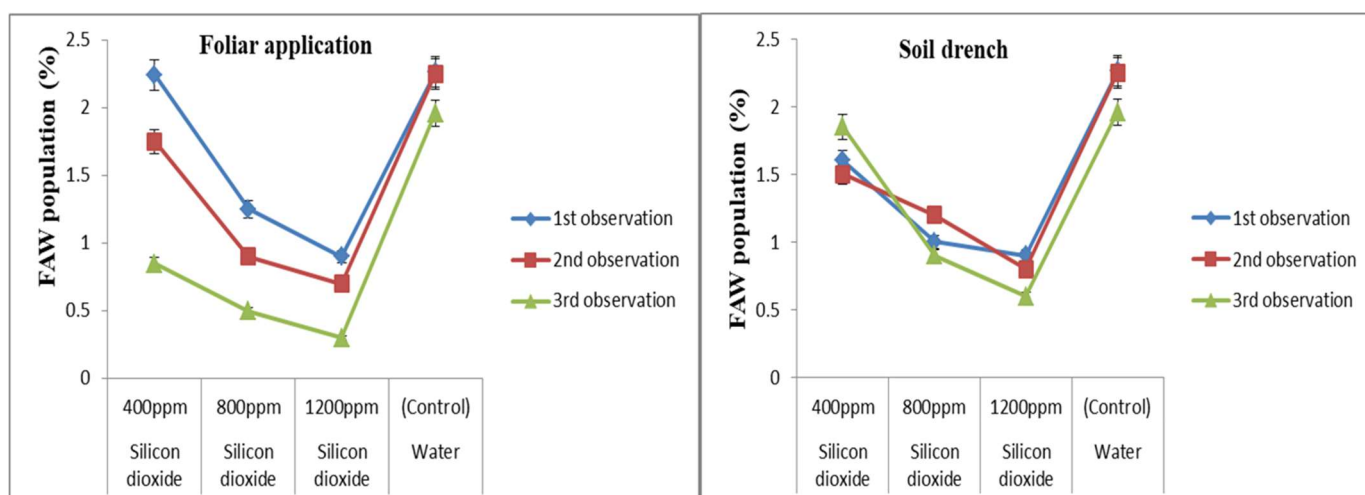 Foliar application
FAW population (%)
2.5
2
1.5
1
0.5
0
400ppm 800ppm 1200ppm (Control)
Silicon Silicon Silicon Water
dioxide dioxide dioxide
1st observation
2nd observation
3rd observation
Soil drench
FAW population (%)
2.5
2
1.5
1
0.5
0
400ppm 800ppm 1200ppm (Control)
Silicon Silicon Silicon Water
dioxide dioxide dioxide
1st observation
2nd observation
3rd observation